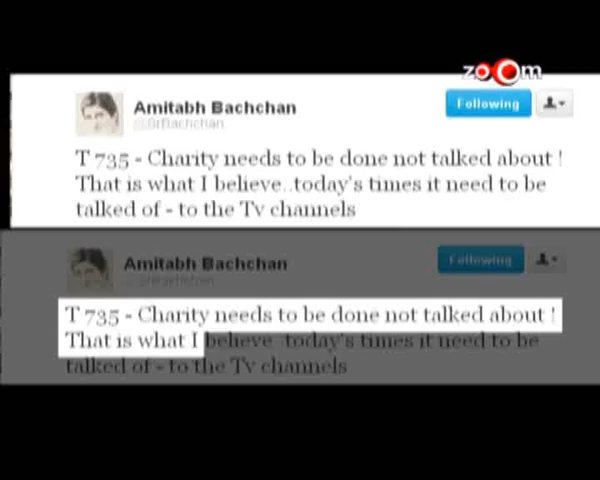 zoom
Amitabh Bachchan
Following
@SrBachchan
T 735 - Charity needs to be done not talked about !
That is what I believe..today's times it need to be
talked of - to the Tv channels
Amitabh Bachchan
Following
T 735 - Charity needs to be done not talked about !
That is what I believe today's times it need to be
talked of - to the Tv channels